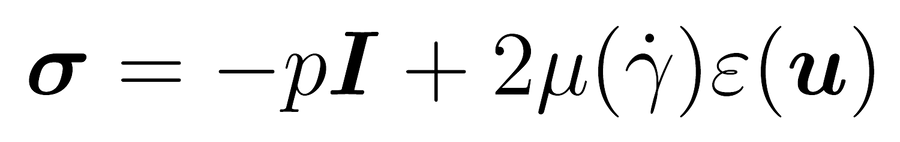 𝝈 = −p𝑰 + 2μ(γ̇)ε(𝒖)